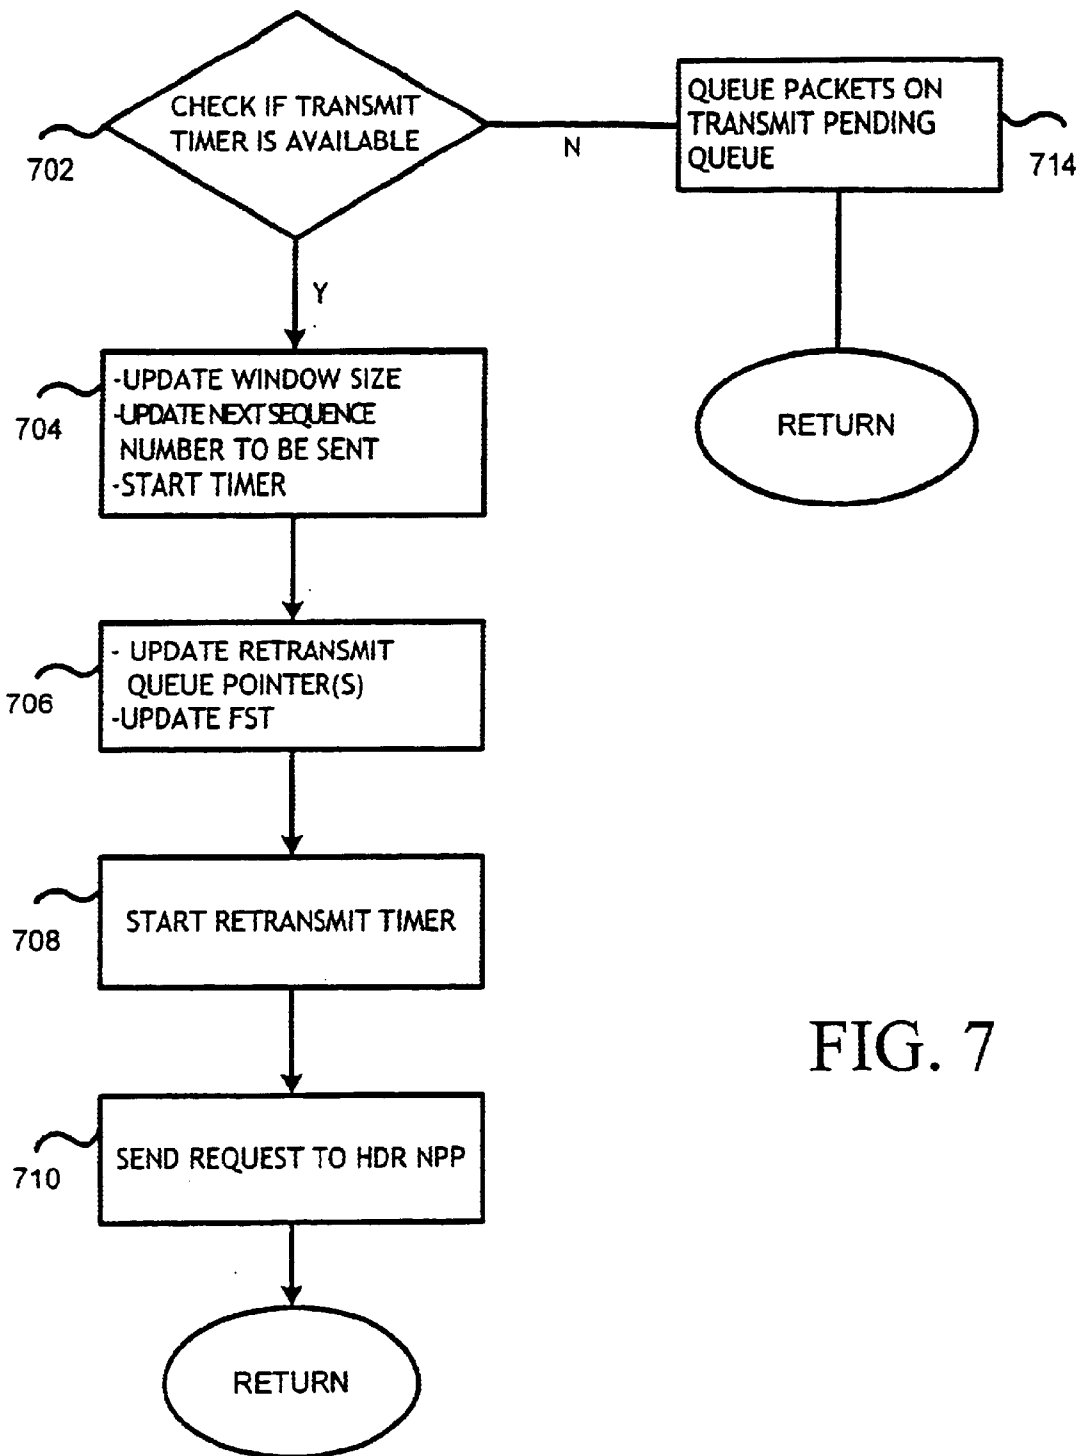 CHECK IF TRANSMIT
TIMER IS AVAILABLE
702
N
QUEUE PACKETS ON
TRANSMIT PENDING
QUEUE
714
Y
RETURN
-UPDATE WINDOW SIZE
-UPDATE NEXT SEQUENCE
NUMBER TO BE SENT
-START TIMER
704
- UPDATE RETRANSMIT
QUEUE POINTER(S)
-UPDATE FST
706
START RETRANSMIT TIMER
708
SEND REQUEST TO HDR NPP
710
RETURN
FIG. 7